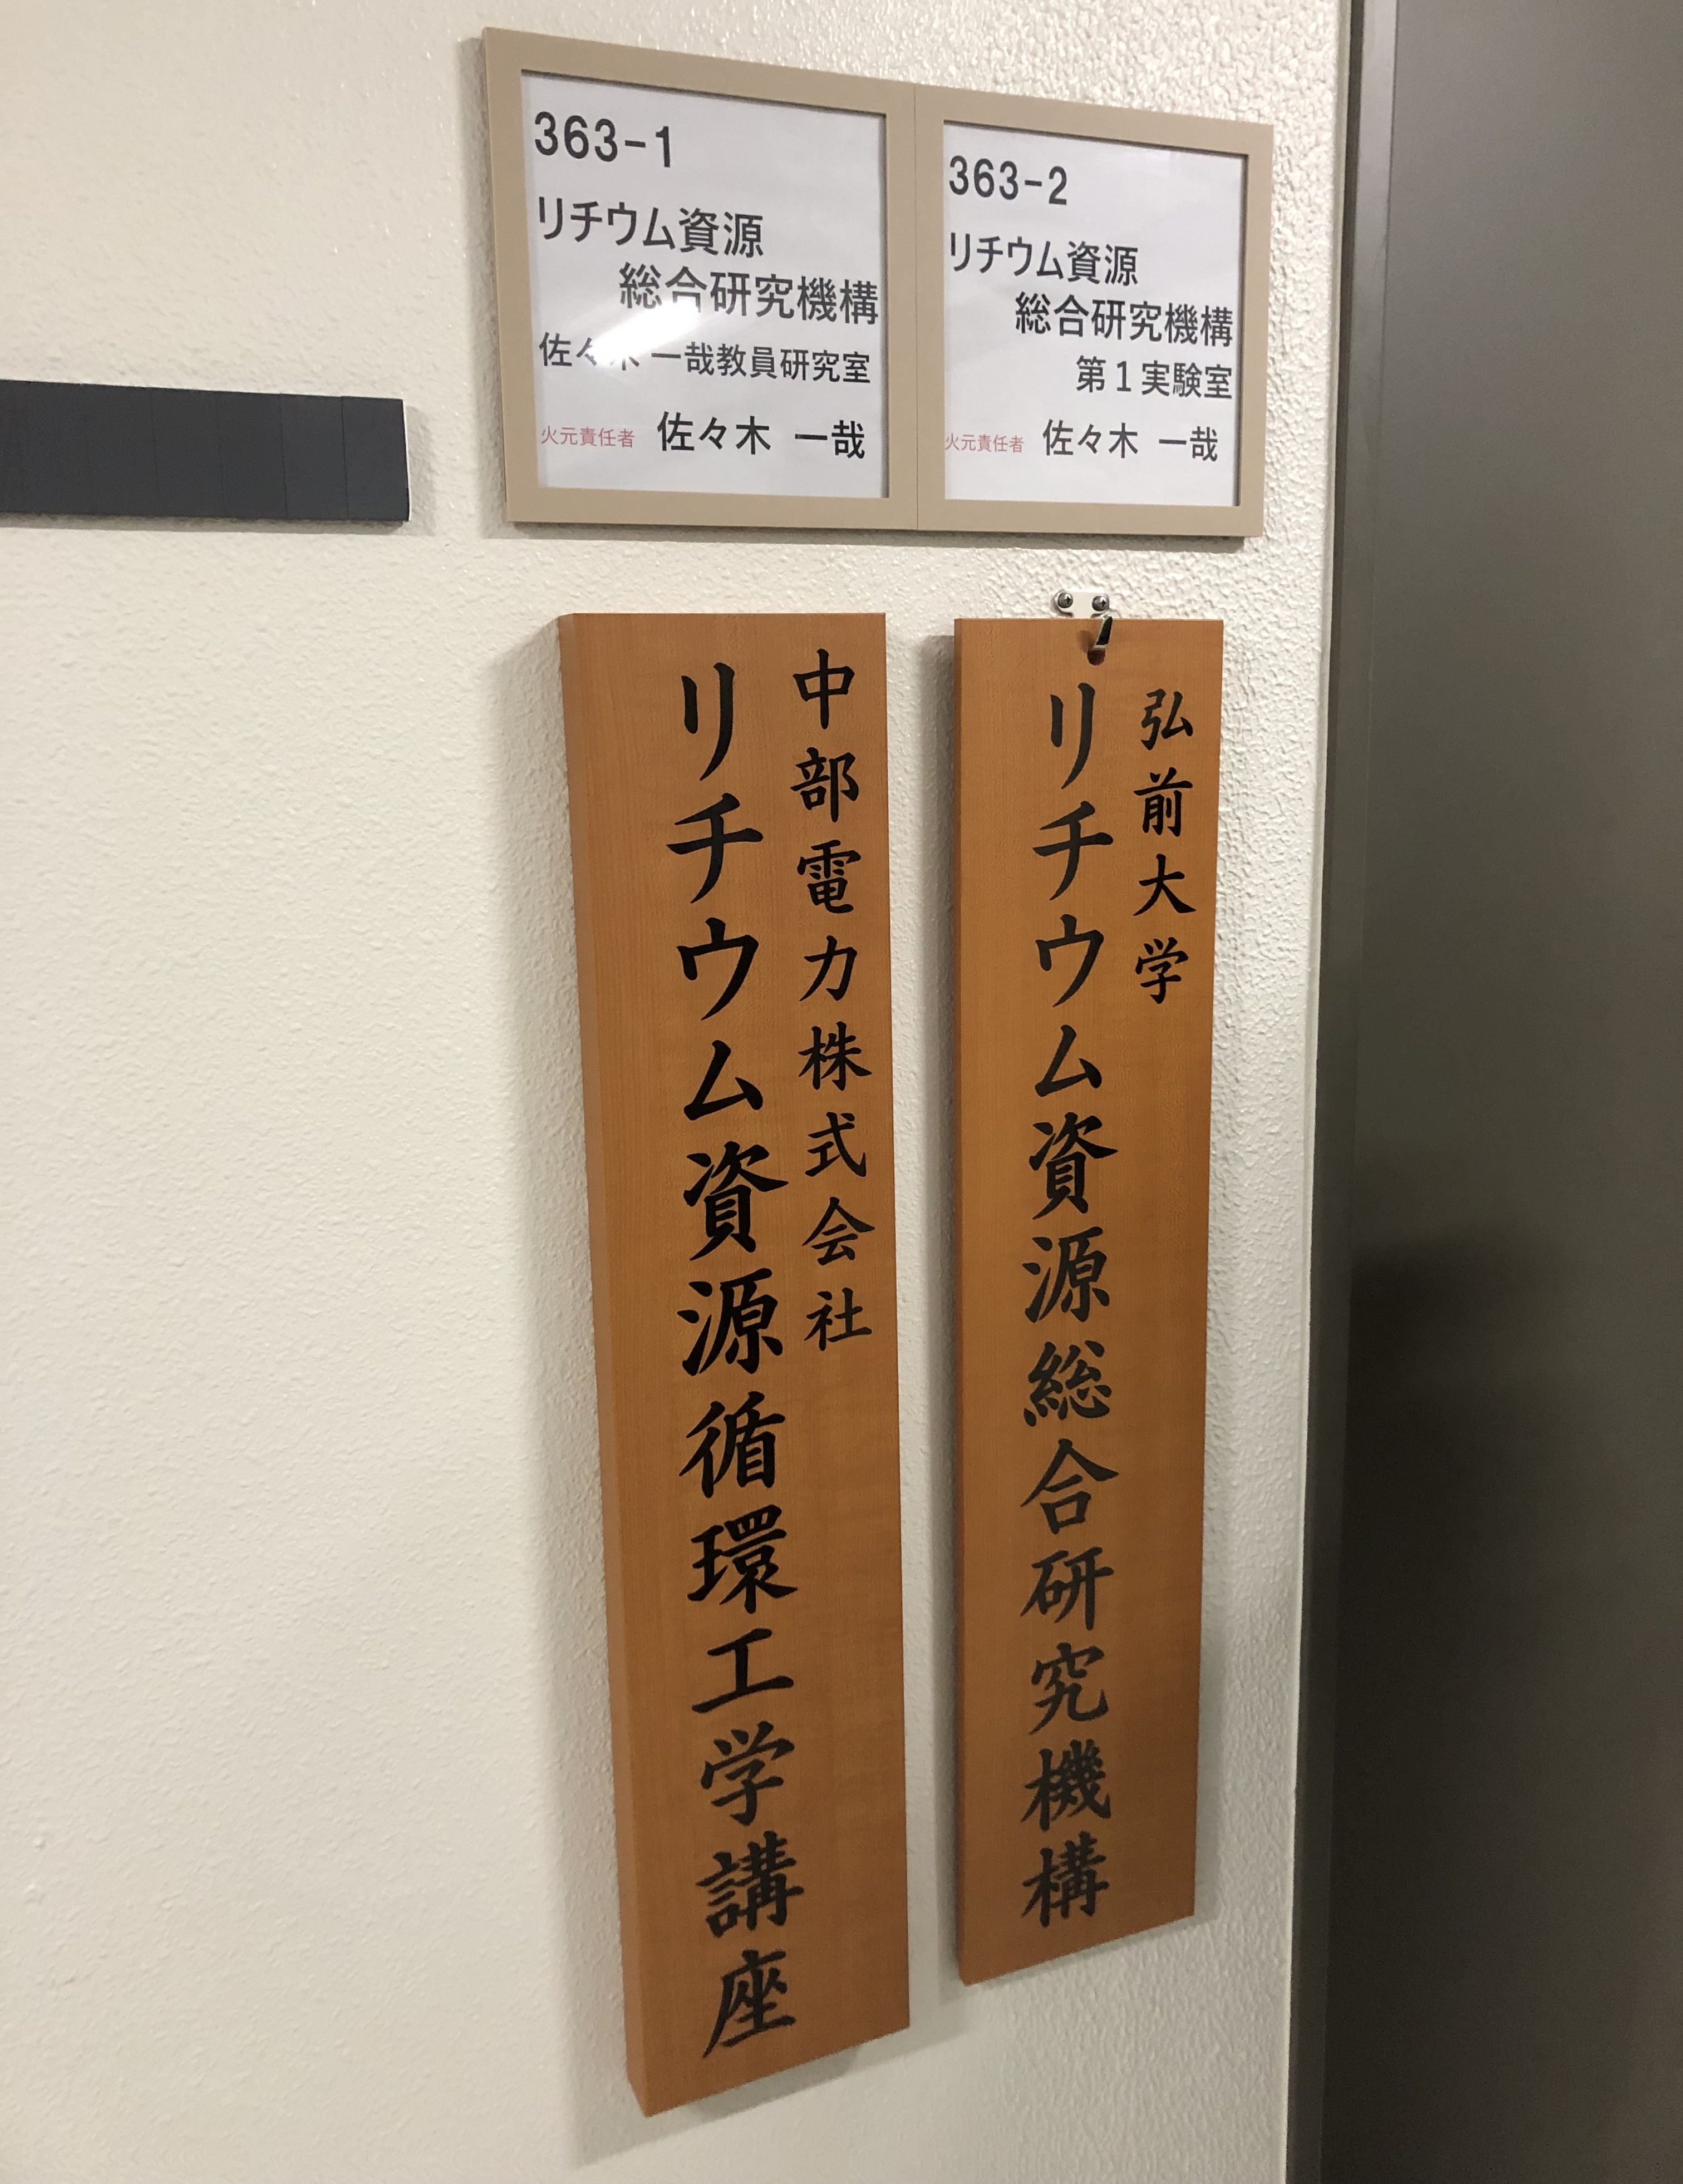 363-1
リチウム資源
総合研究機構
佐々木 一哉教員研究室
火元責任者 佐々木 一哉
363-2
リチウム資源
総合研究機構
第1実験室
火元責任者 佐々木 一哉
弘前大学
リチウム資源総合研究機構
中部電力株式会社
リチウム資源循環工学講座